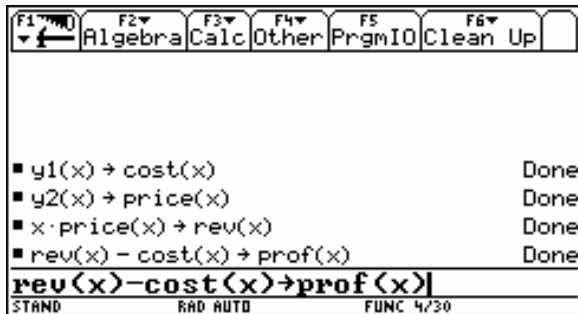 F1 F2 F3 F4 F5 F6
Algebra Calc Other PrgmIO Clean Up
y1(x) → cost(x) Done
y2(x) → price(x) Done
x·price(x) → rev(x) Done
rev(x) - cost(x) → prof(x) Done
rev(x)-cost(x)→prof(x)
STAND RAD AUTO FUNC 4/30